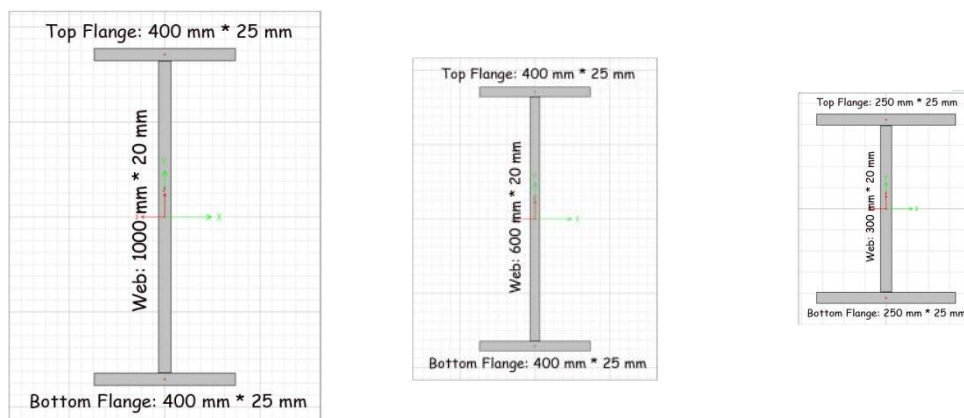 Top Flange: 400 mm * 25 mm
Web: 1000 mm * 20 mm
Bottom Flange: 400 mm * 25 mm
Top Flange: 400 mm * 25 mm
Web: 600 mm * 20 mm
Bottom Flange: 400 mm * 25 mm
Top Flange: 250 mm * 25 mm
Web: 300 mm * 20 mm
Bottom Flange: 250 mm * 25 mm